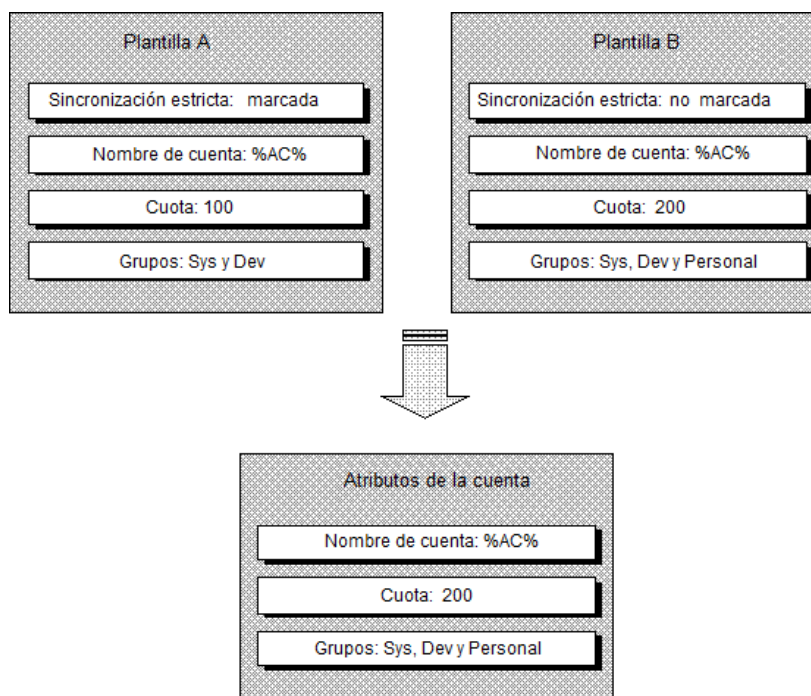 Plantilla A
Sincronización estricta: marcada
Nombre de cuenta: %AC%
Cuota: 100
Grupos: Sys y Dev
Plantilla B
Sincronización estricta: no marcada
Nombre de cuenta: %AC%
Cuota: 200
Grupos: Sys, Dev y Personal
Atributos de la cuenta
Nombre de cuenta: %AC%
Cuota: 200
Grupos: Sys, Dev y Personal